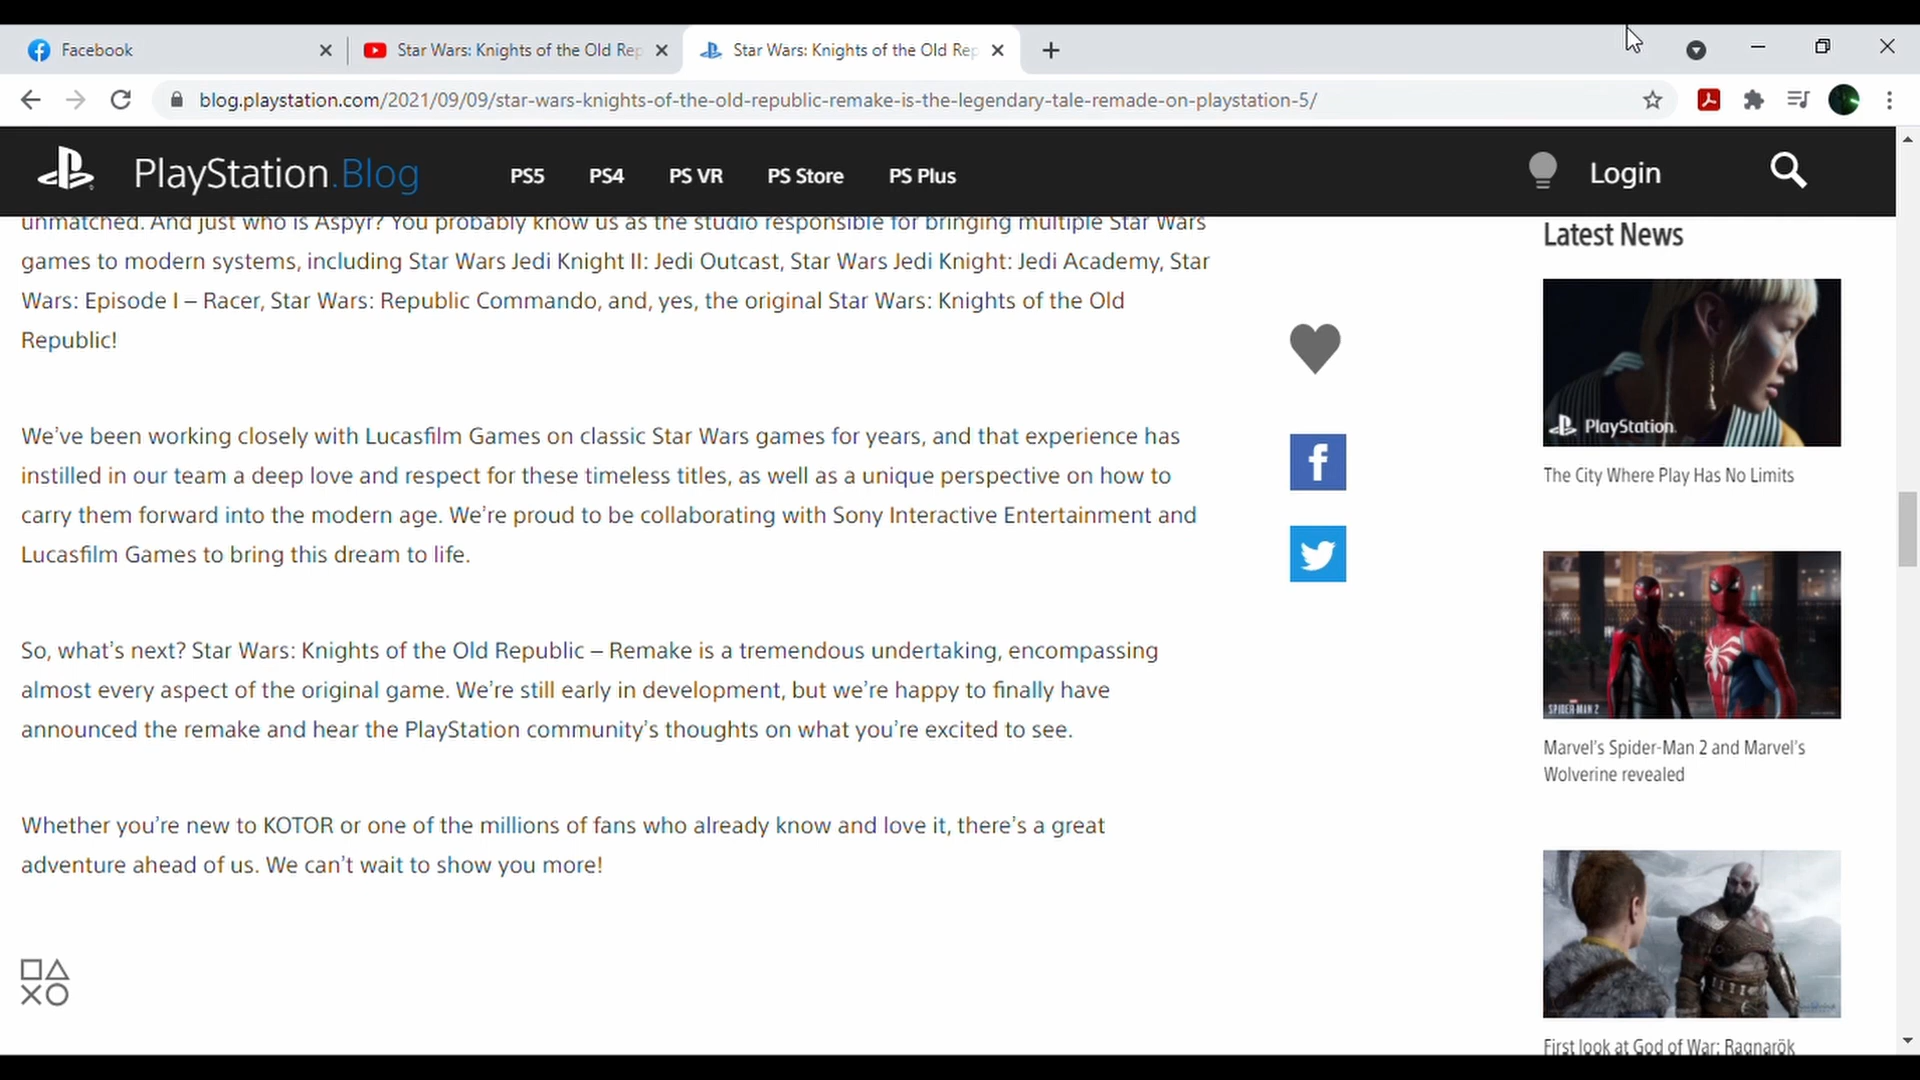 Facebook
Star Wars: Knights of the Old Rep
Star Wars: Knights of the Old Rep
blog.playstation.com/2021/09/09/star-wars-knights-of-the-old-republic-remake-is-the-legendary-tale-remade-on-playstation-5/
PlayStation.Blog
PS5
PS4
PS VR
PS Store
PS Plus
Login
unmatched. And just who is Aspyr? You probably know us as the studio responsible for bringing multiple Star Wars
games to modern systems, including Star Wars Jedi Knight II: Jedi Outcast, Star Wars Jedi Knight: Jedi Academy, Star
Wars: Episode I – Racer, Star Wars: Republic Commando, and, yes, the original Star Wars: Knights of the Old
Republic!
We've been working closely with Lucasfilm Games on classic Star Wars games for years, and that experience has
instilled in our team a deep love and respect for these timeless titles, as well as a unique perspective on how to
carry them forward into the modern age. We're proud to be collaborating with Sony Interactive Entertainment and
Lucasfilm Games to bring this dream to life.
So, what's next? Star Wars: Knights of the Old Republic – Remake is a tremendous undertaking, encompassing
almost every aspect of the original game. We're still early in development, but we're happy to finally have
announced the remake and hear the PlayStation community's thoughts on what you're excited to see.
Whether you're new to KOTOR or one of the millions of fans who already know and love it, there's a great
adventure ahead of us. We can't wait to show you more!
Latest News
PlayStation
The City Where Play Has No Limits
SPIDER-MAN 2
Marvel's Spider-Man 2 and Marvel's
Wolverine revealed
First look at God of War: Ragnarök